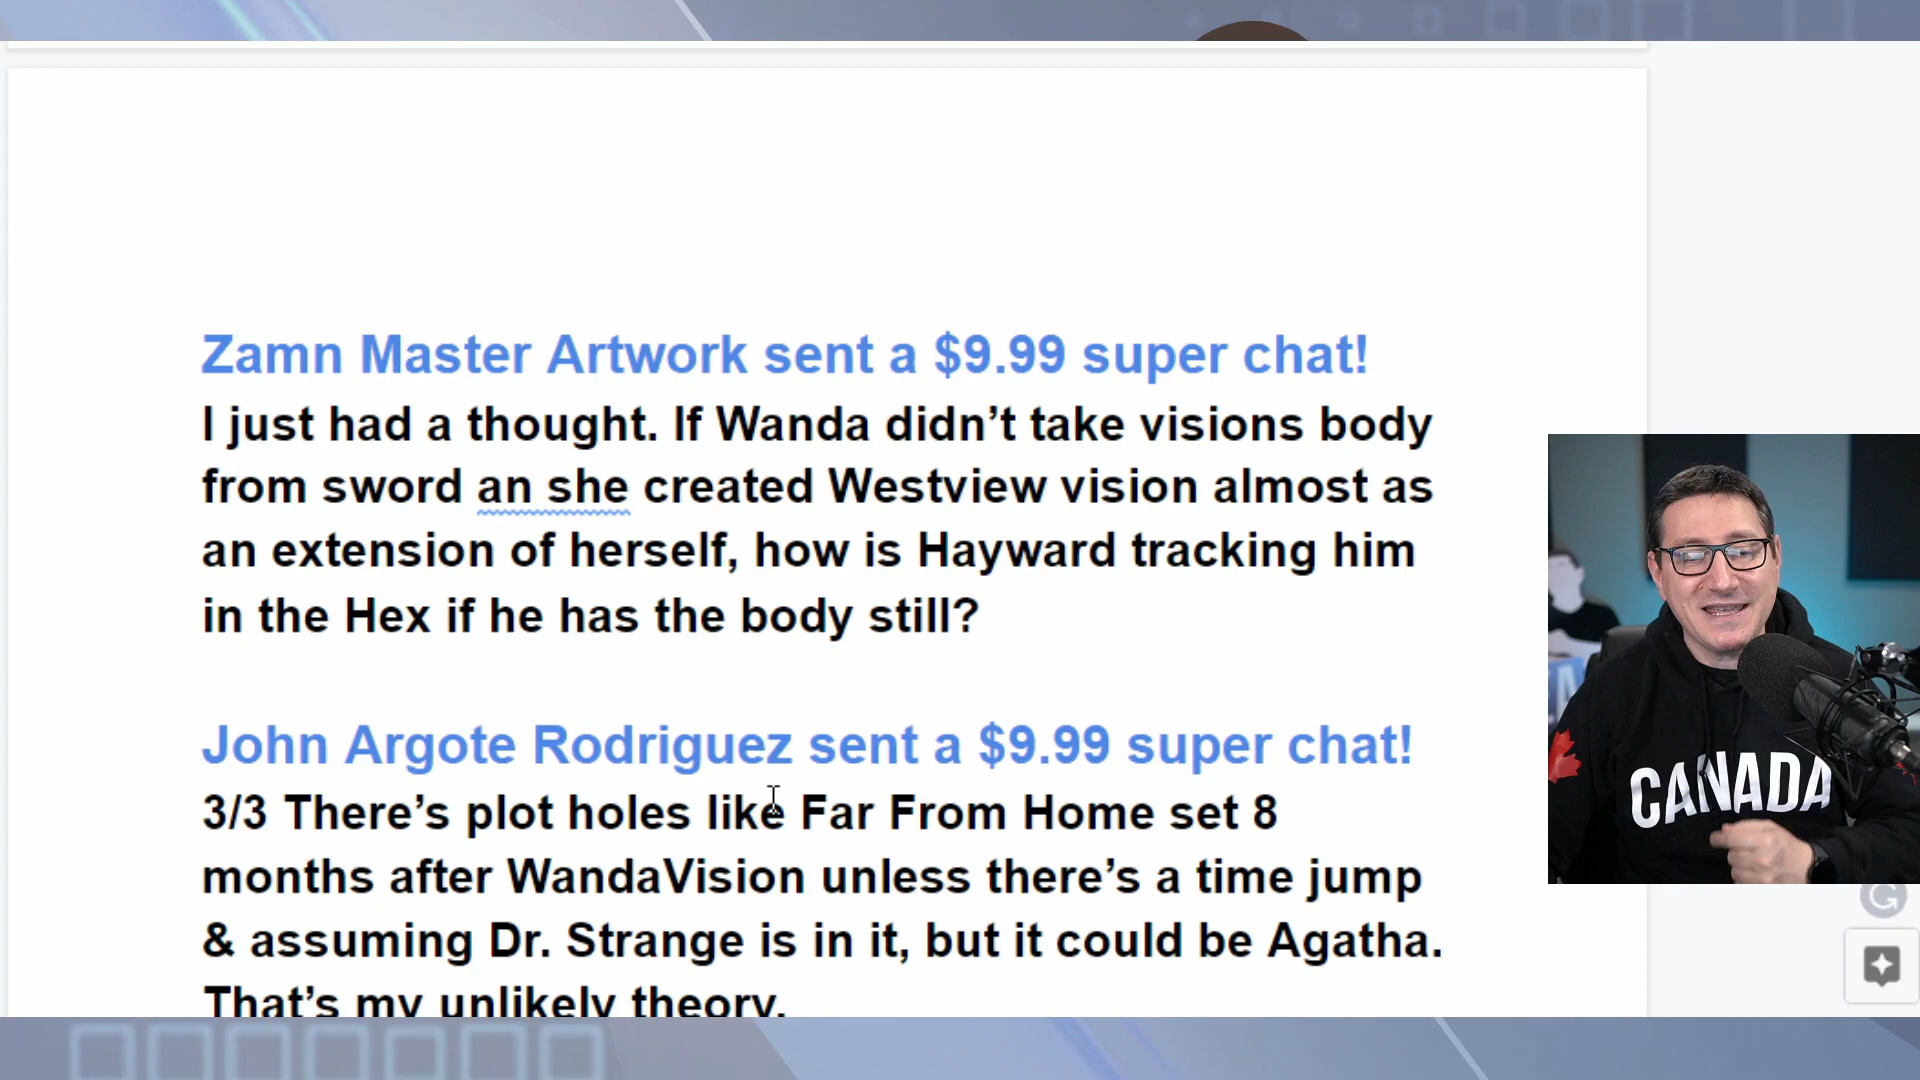 Zamn Master Artwork sent a $9.99 super chat!
I just had a thought. If Wanda didn’t take visions body
from sword an she created Westview vision almost as
an extension of herself, how is Hayward tracking him
in the Hex if he has the body still?
John Argote Rodriguez sent a $9.99 super chat!
3/3 There’s plot holes like Far From Home set 8
months after WandaVision unless there’s a time jump
& assuming Dr. Strange is in it, but it could be Agatha.
That’s my unlikely theory.
CANADA